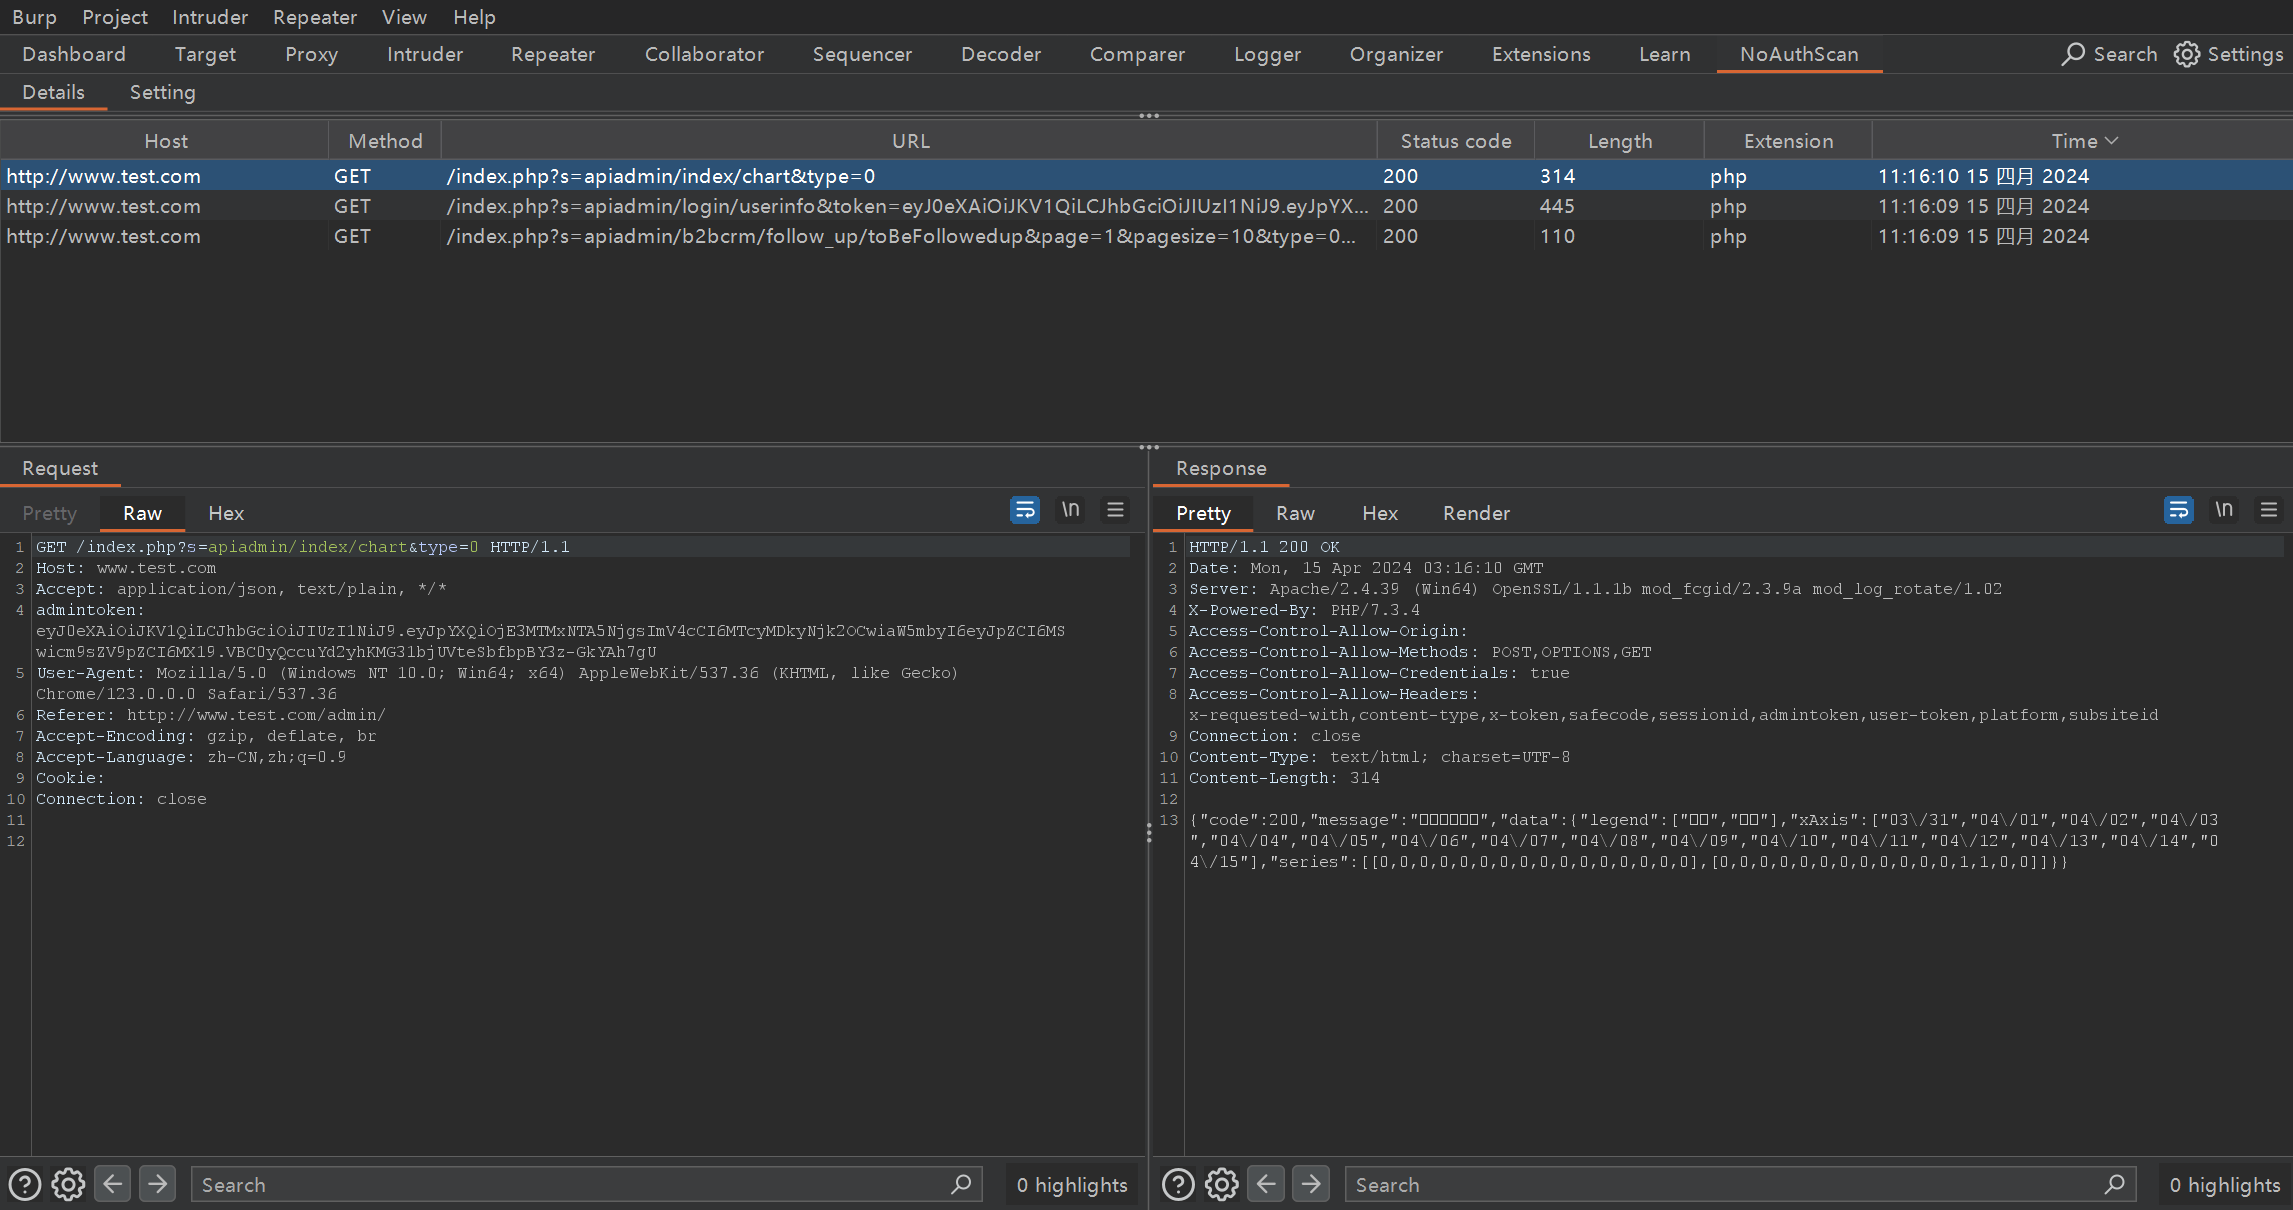 Burp Project Intruder Repeater View Help
Dashboard Target Proxy Intruder Repeater Collaborator Sequencer Decoder Comparer Logger Organizer Extensions Learn NoAuthScan Search Settings
Details Setting
Host Method URL Status code Length Extension Time
http://www.test.com GET /index.php?s=apiadmin/index/chart&type=0 200 314 php 11:16:10 15 四月 2024
http://www.test.com GET /index.php?s=apiadmin/login/userinfo&token=eyJ0eXAiOiJKV1QiLCJhbGciOiJIUzI1NiJ9.eyJpYX... 200 445 php 11:16:09 15 四月 2024
http://www.test.com GET /index.php?s=apiadmin/b2bcrm/follow_up/toBeFollowedup&page=1&pagesize=10&type=0... 200 110 php 11:16:09 15 四月 2024
Request
Pretty Raw Hex \n
1 GET /index.php?s=apiadmin/index/chart&type=0 HTTP/1.1
2 Host: www.test.com
3 Accept: application/json, text/plain, */*
4 admintoken:
eyJ0eXAiOiJKV1QiLCJhbGciOiJIUzI1NiJ9.eyJpYXQiOjE3MTMxNTA5NjgsImV4cCI6MTcyMDkyNjk2OCwiaW5mbyI6eyJpZCI6MS
wicm9sZV9pZCI6MX19.VBC0yQccuYd2yhKMG31bjUVteSbfbpBY3z-GkYAh7gU
5 User-Agent: Mozilla/5.0 (Windows NT 10.0; Win64; x64) AppleWebKit/537.36 (KHTML, like Gecko)
Chrome/123.0.0.0 Safari/537.36
6 Referer: http://www.test.com/admin/
7 Accept-Encoding: gzip, deflate, br
8 Accept-Language: zh-CN,zh;q=0.9
9 Cookie:
10 Connection: close
11
12
Search 0 highlights
Response
Pretty Raw Hex Render \n
1 HTTP/1.1 200 OK
2 Date: Mon, 15 Apr 2024 03:16:10 GMT
3 Server: Apache/2.4.39 (Win64) OpenSSL/1.1.1b mod_fcgid/2.3.9a mod_log_rotate/1.02
4 X-Powered-By: PHP/7.3.4
5 Access-Control-Allow-Origin:
6 Access-Control-Allow-Methods: POST,OPTIONS,GET
7 Access-Control-Allow-Credentials: true
8 Access-Control-Allow-Headers:
x-requested-with,content-type,x-token,safecode,sessionid,admintoken,user-token,platform,subsiteid
9 Connection: close
10 Content-Type: text/html; charset=UTF-8
11 Content-Length: 314
12
13 {"code":200,"message":"□□□□□□","data":{"legend":["□□","□□"],"xAxis":["03\/31","04\/01","04\/02","04\/03
","04\/04","04\/05","04\/06","04\/07","04\/08","04\/09","04\/10","04\/11","04\/12","04\/13","04\/14","0
4\/15"],"series":[[0,0,0,0,0,0,0,0,0,0,0,0,0,0,0,0],[0,0,0,0,0,0,0,0,0,0,0,0,1,1,0,0]]}}
Search 0 highlights